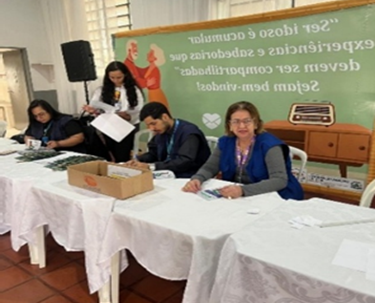 "Ser idoso é acumular
experiências e sabedorias que
devem ser compartilhadas"
Sejam bem-vindos!